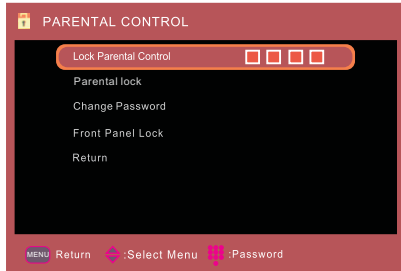 PARENTAL CONTROL
Lock Parental Control
Parental lock
Change Password
Front Panel Lock
Return
MENU Return :Select Menu :Password